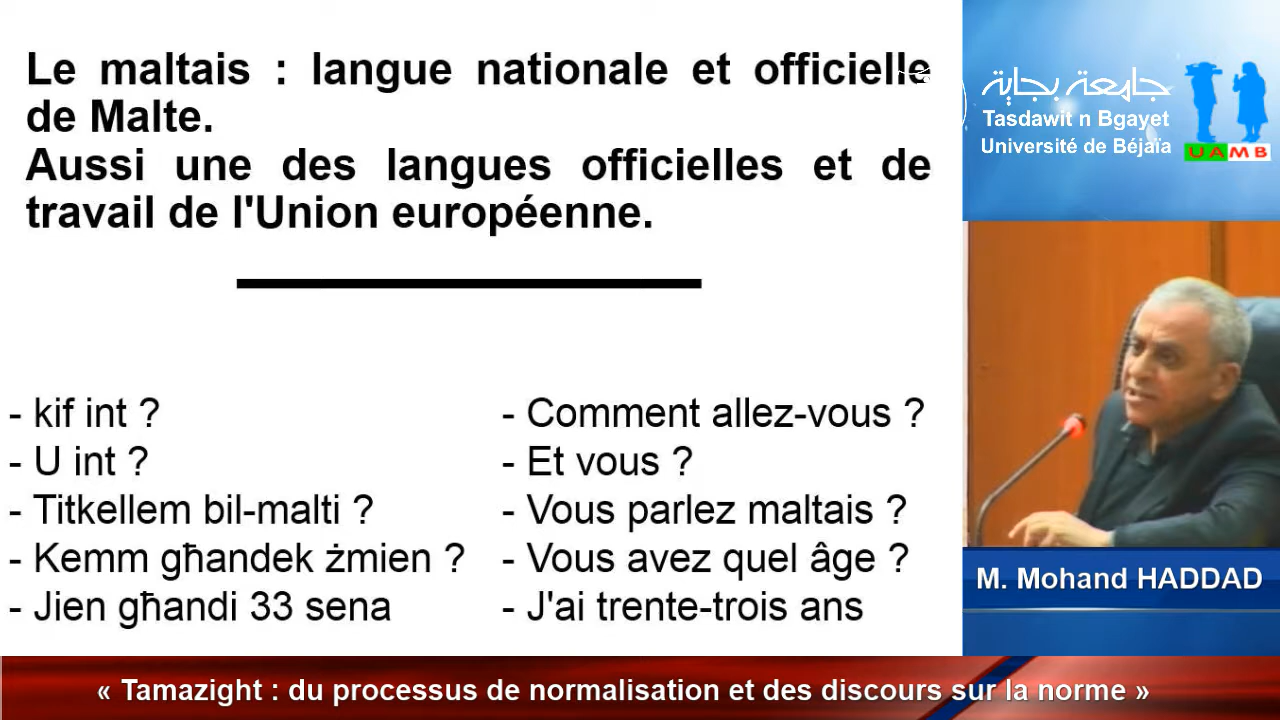 Le maltais : langue nationale et officielle
de Malte.
Aussi une des langues officielles et de
travail de l'Union européenne.
- kif int ?
- U int ?
- Titkellem bil-malti ?
- Kemm għandek żmien ?
- Jien għandi 33 sena
- Comment allez-vous ?
- Et vous ?
- Vous parlez maltais ?
- Vous avez quel âge ?
- J'ai trente-trois ans
جامعة بجاية
Tasdawit n Bgayet
Université de Béjaïa
UAMB
M. Mohand HADDAD
« Tamazight : du processus de normalisation et des discours sur la norme »